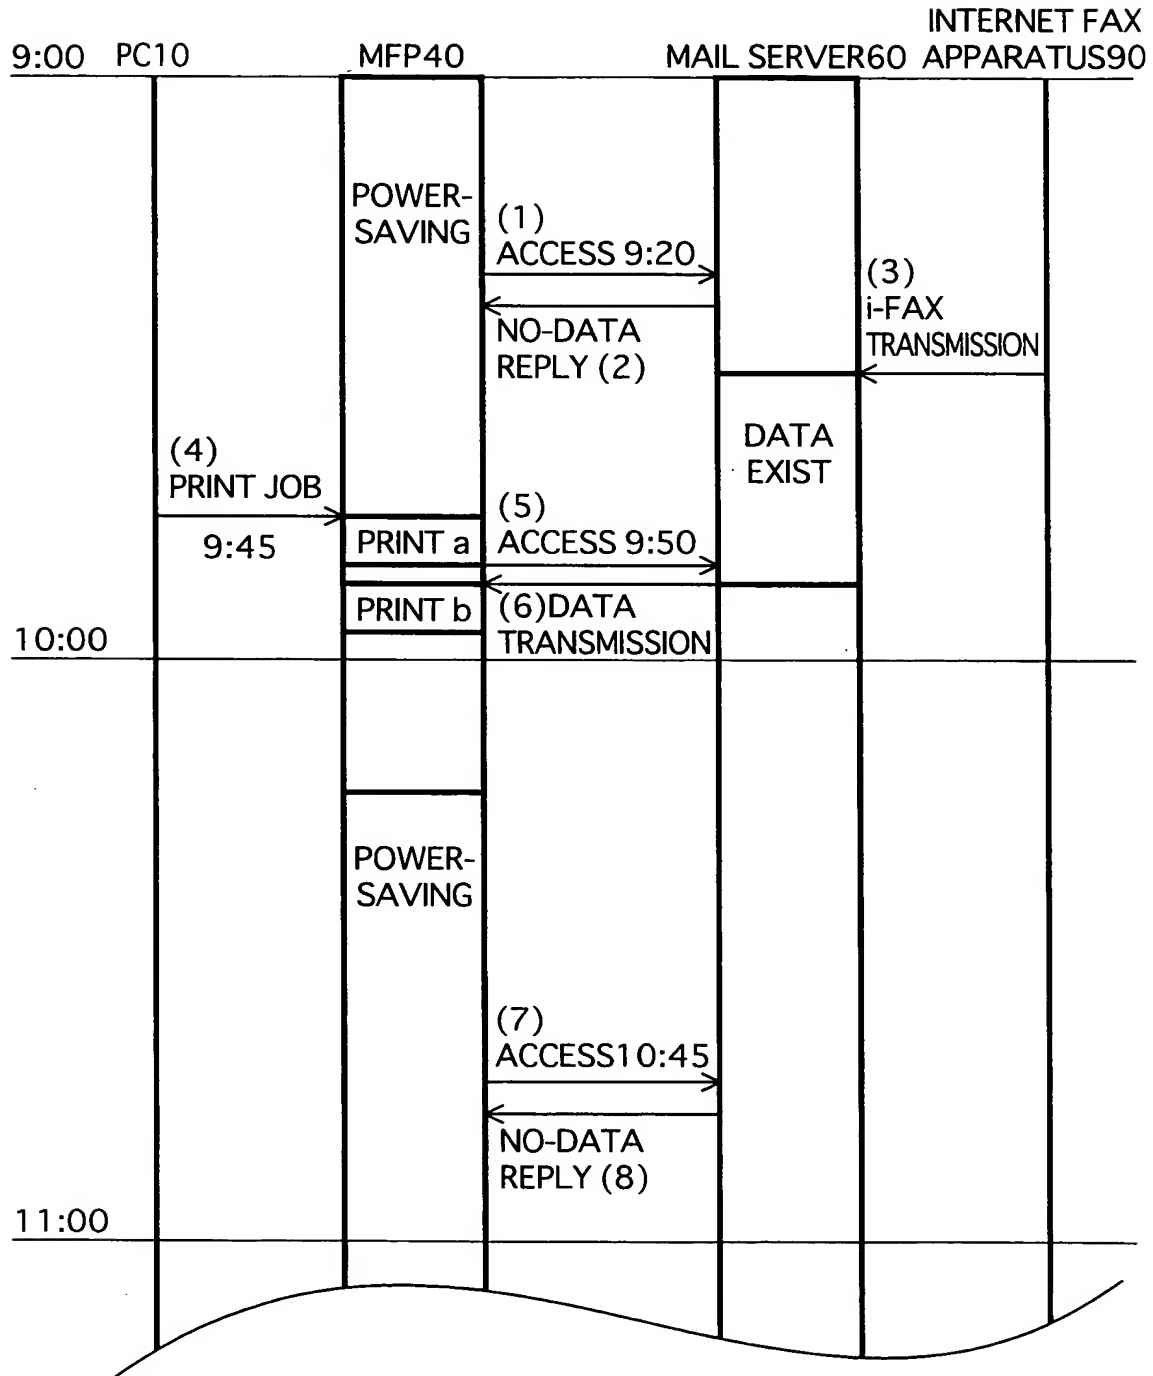 INTERNET FAX
9:00 PC10 MFP40 MAIL SERVER60 APPARATUS90
POWER-
SAVING
(1)
ACCESS 9:20
(3)
i-FAX
TRANSMISSION
NO-DATA
REPLY (2)
DATA
EXIST
(4)
PRINT JOB
9:45
(5)
PRINT a
ACCESS 9:50
PRINT b
(6)DATA
TRANSMISSION
10:00
POWER-
SAVING
(7)
ACCESS10:45
NO-DATA
REPLY (8)
11:00